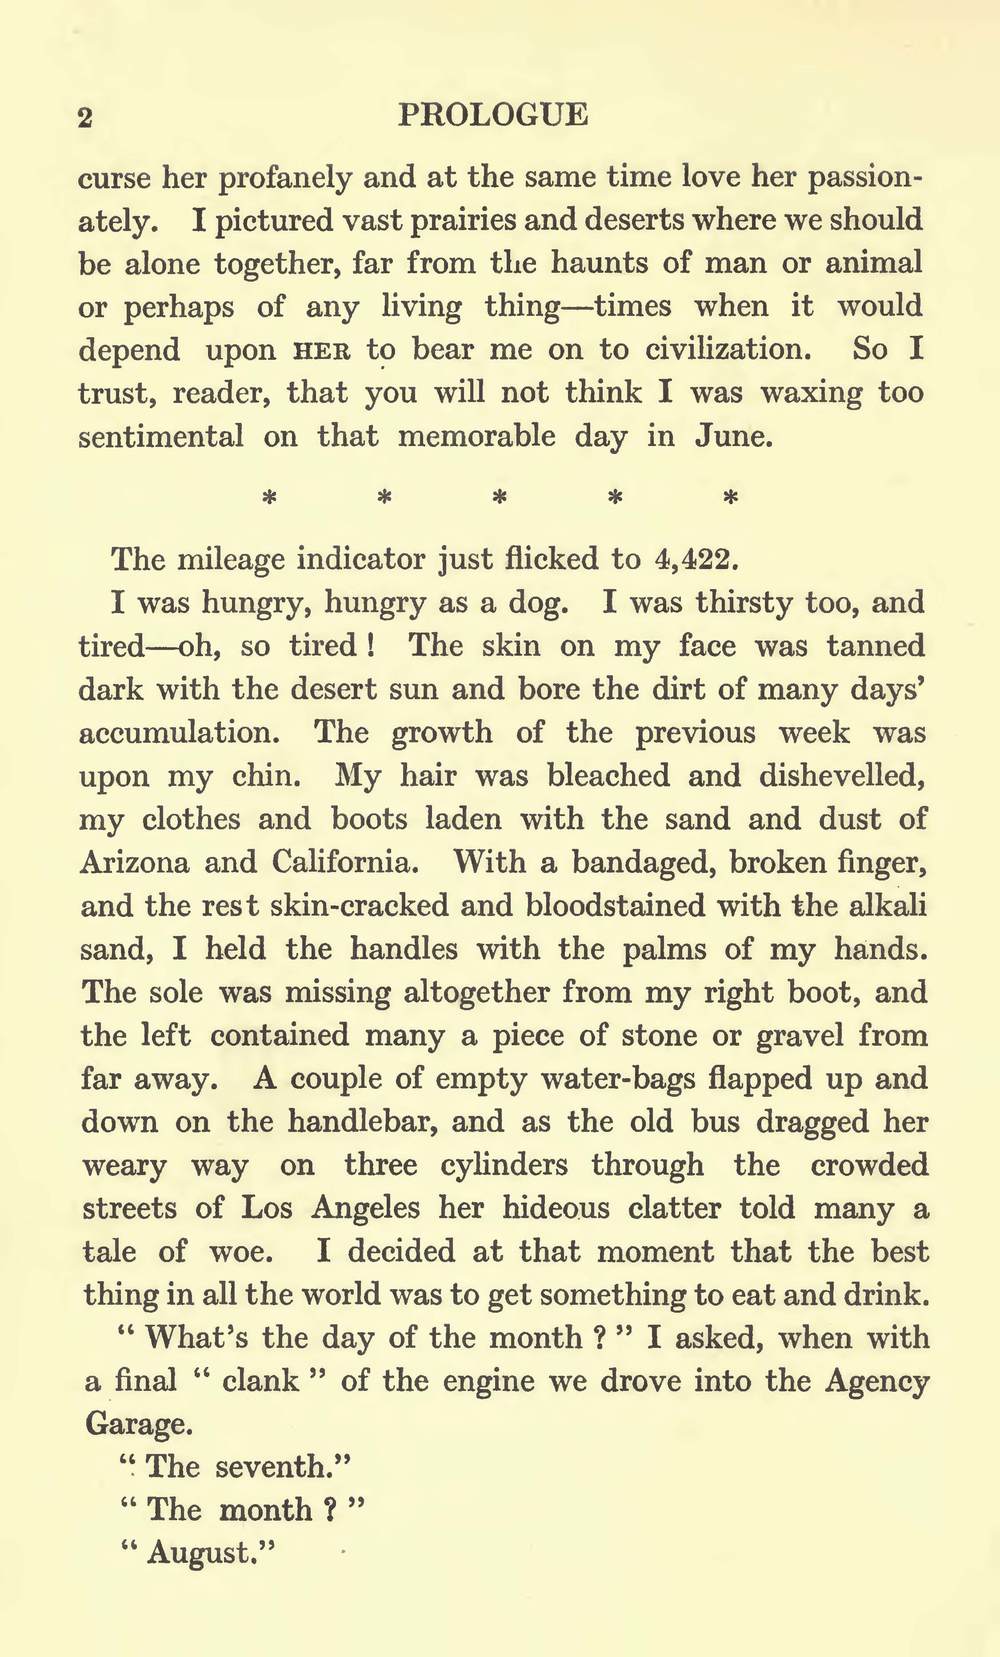 2 PROLOGUE
curse her profanely and at the same time love her passion-
ately. I pictured vast prairies and deserts where we should
be alone together, far from the haunts of man or animal
or perhaps of any living thing—times when it would
depend upon HER to bear me on to civilization. So I
trust, reader, that you will not think I was waxing too
sentimental on that memorable day in June.
* * * * *
The mileage indicator just flicked to 4,422.
I was hungry, hungry as a dog. I was thirsty too, and
tired—oh, so tired ! The skin on my face was tanned
dark with the desert sun and bore the dirt of many days’
accumulation. The growth of the previous week was
upon my chin. My hair was bleached and dishevelled,
my clothes and boots laden with the sand and dust of
Arizona and California. With a bandaged, broken finger,
and the rest skin-cracked and bloodstained with the alkali
sand, I held the handles with the palms of my hands.
The sole was missing altogether from my right boot, and
the left contained many a piece of stone or gravel from
far away. A couple of empty water-bags flapped up and
down on the handlebar, and as the old bus dragged her
weary way on three cylinders through the crowded
streets of Los Angeles her hideous clatter told many a
tale of woe. I decided at that moment that the best
thing in all the world was to get something to eat and drink.
“ What’s the day of the month ? ” I asked, when with
a final “ clank ” of the engine we drove into the Agency
Garage.
“ The seventh.”
“ The month ? ”
“ August.”